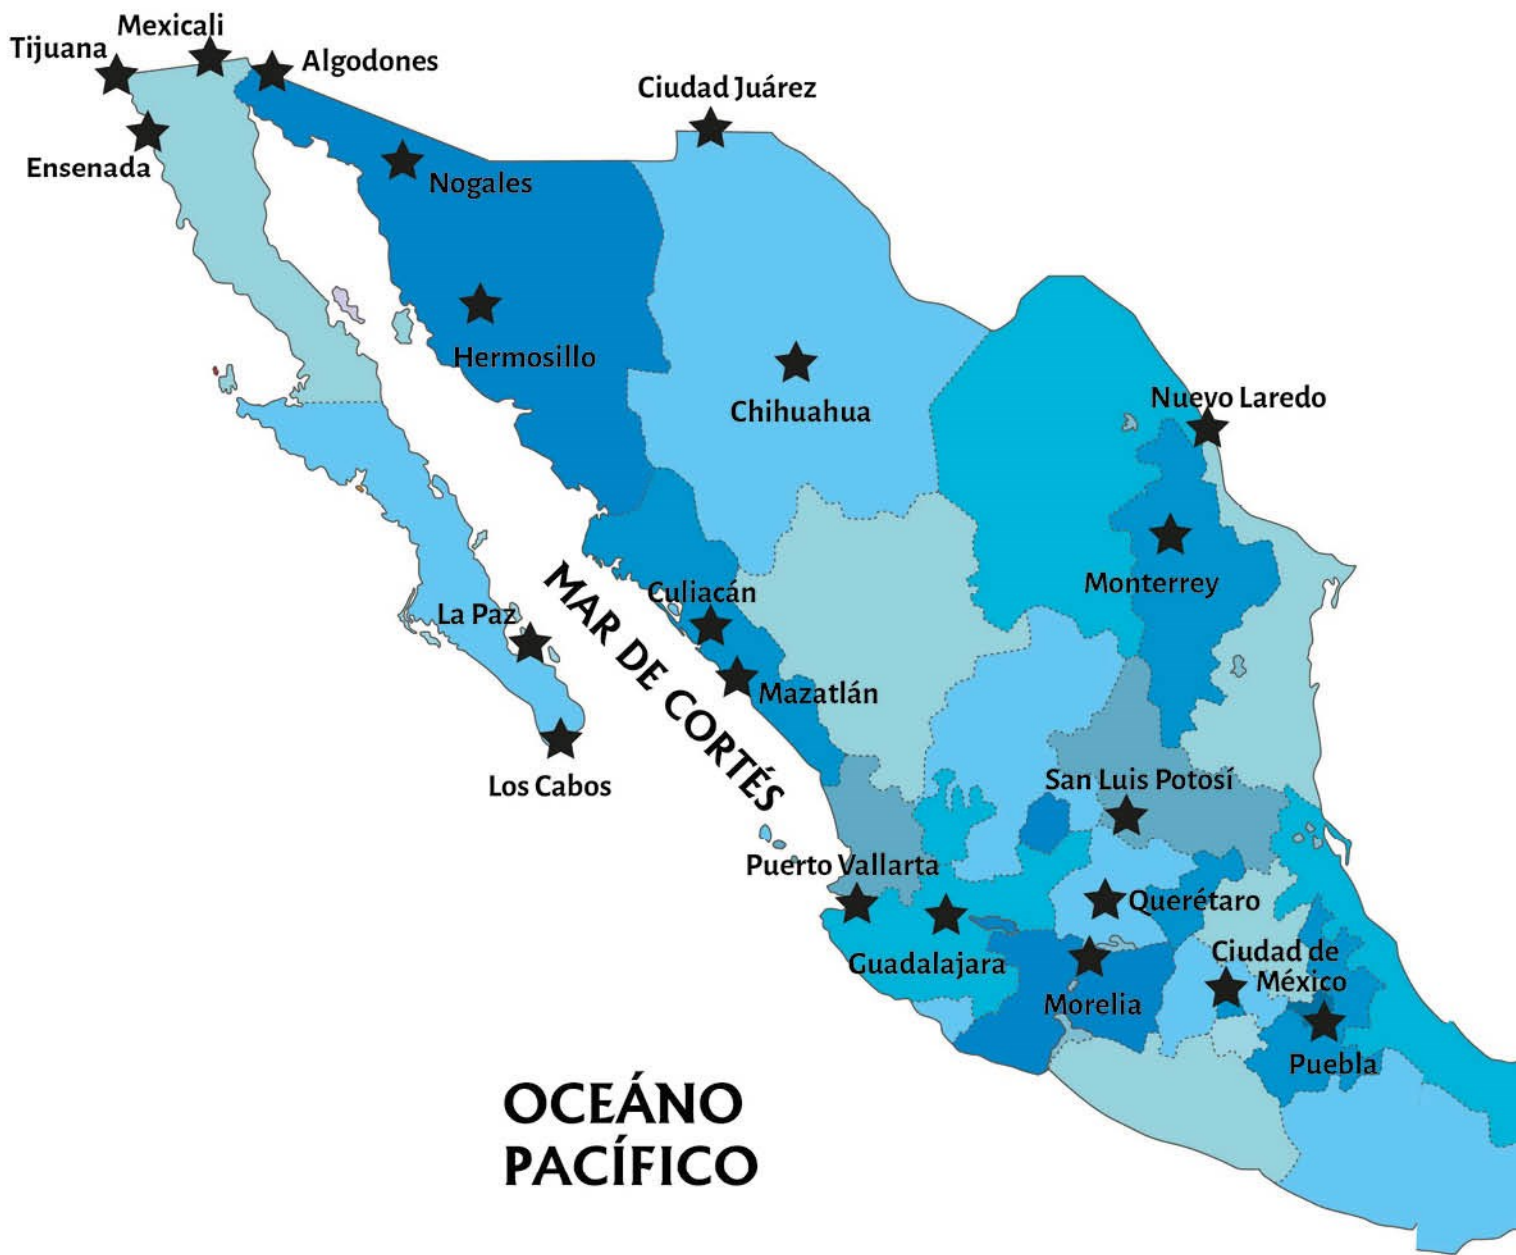 Mexicali
Tijuana
Algodones
Ciudad Juárez
Ensenada
Nogales
Hermosillo
Chihuahua
Nuevo Laredo
Monterrey
Culiacán
La Paz
MAR DE CORTÉS
Mazatlán
Los Cabos
San Luis Potosí
Puerto Vallarta
Querétaro
Guadalajara
Ciudad de
México
Morelia
Puebla
OCEÁNO
PACÍFICO